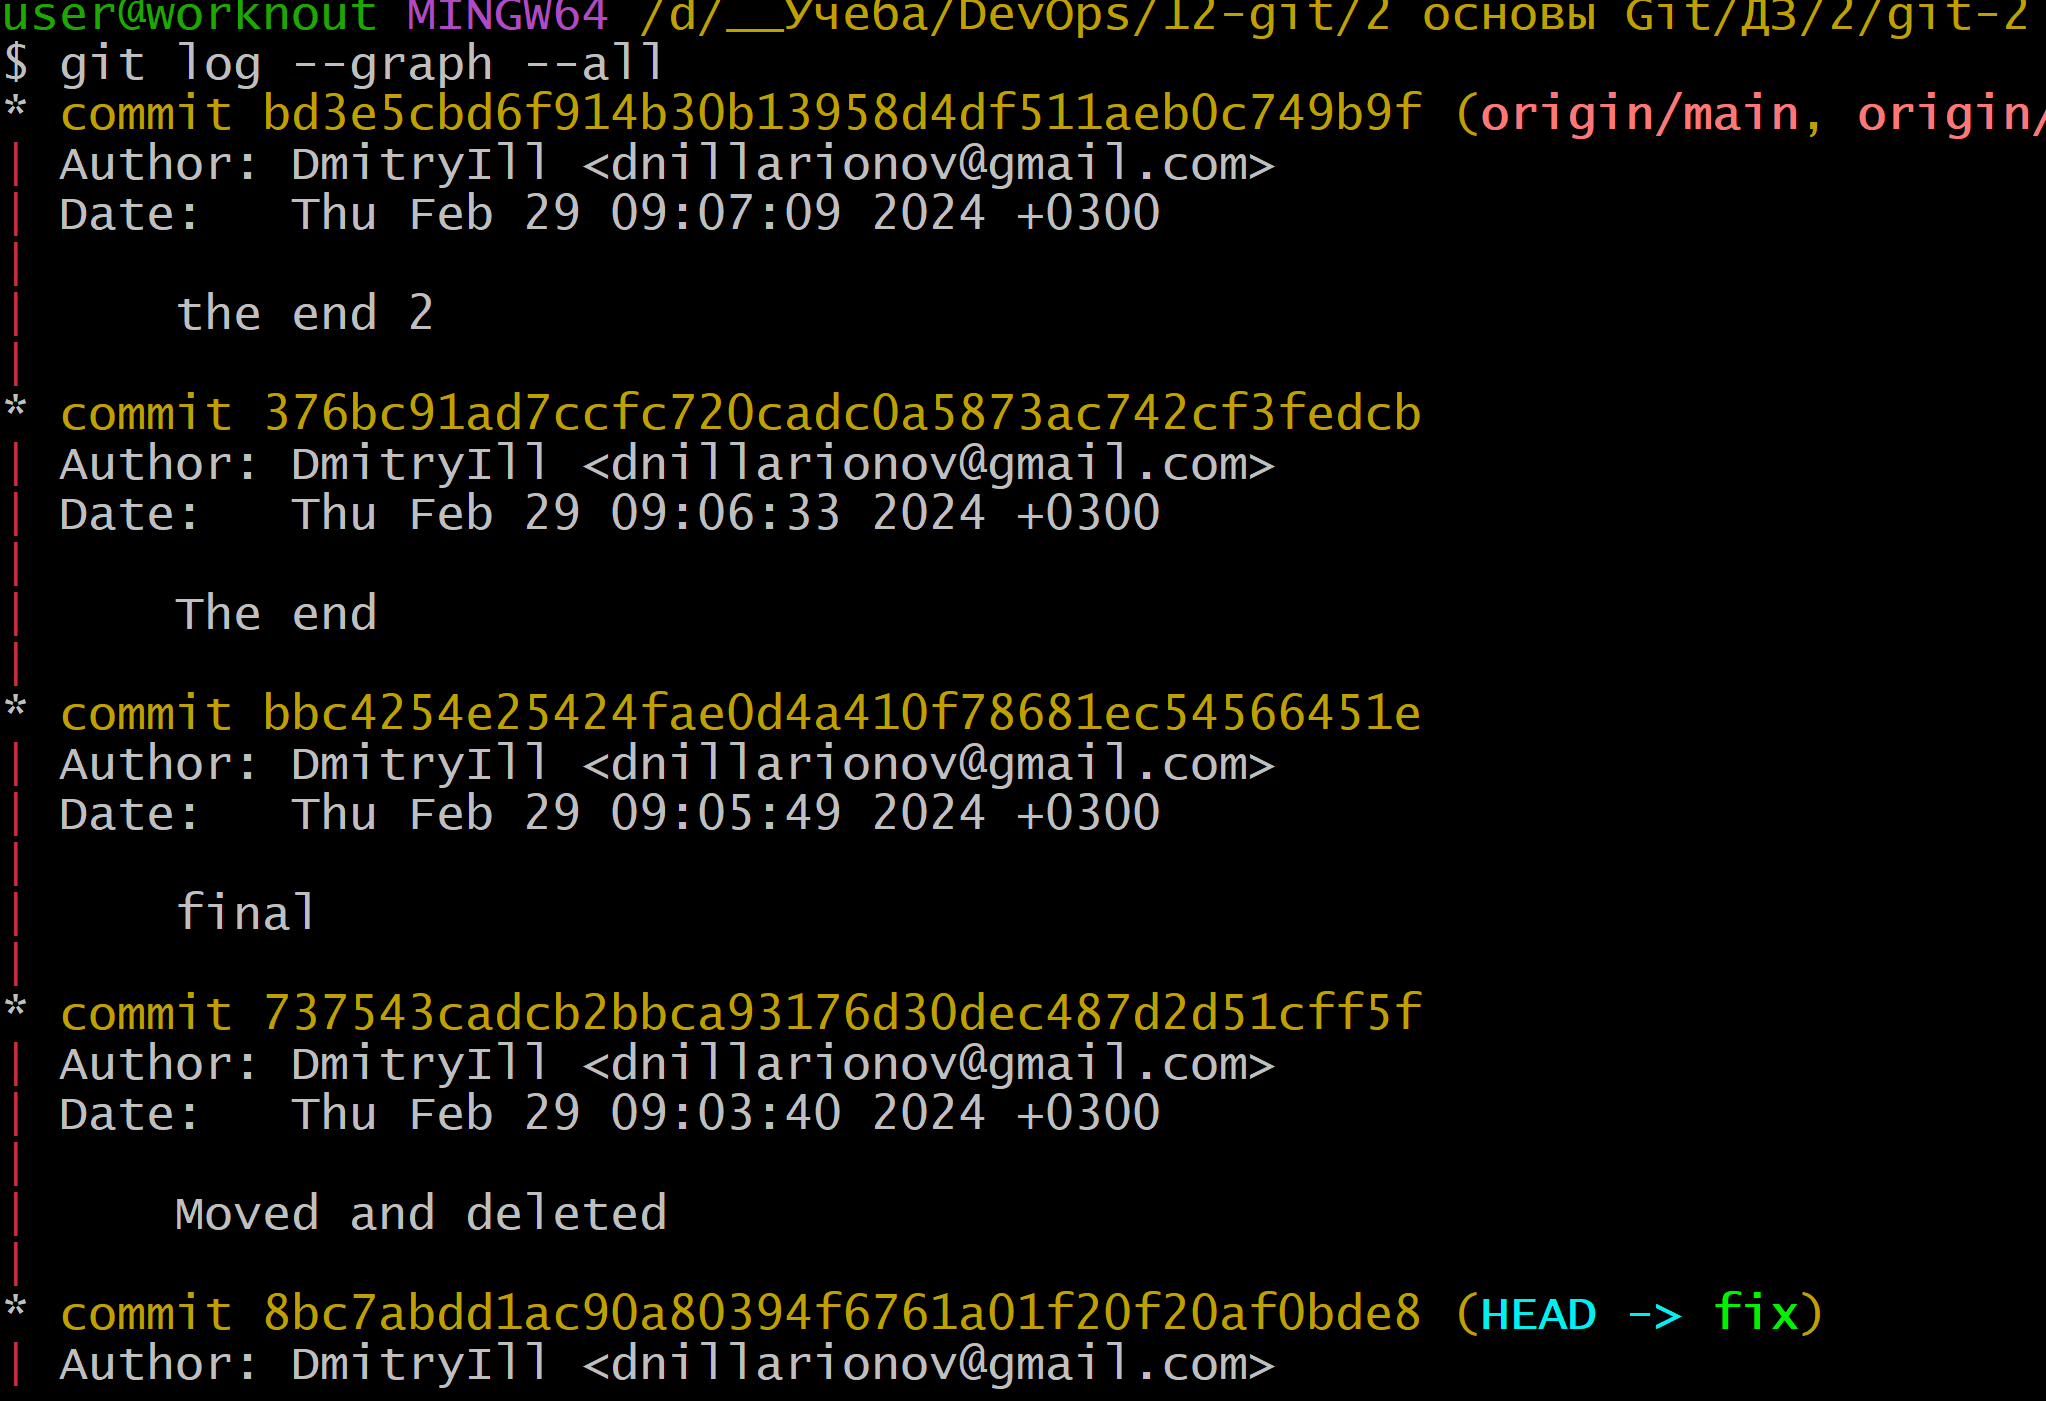 user@worknout MINGW64 /d/__Учеба/DevOps/12-git/2 основы Git/ДЗ/2/git-2
$ git log --graph --all
* commit bd3e5cbd6f914b30b13958d4df511aeb0c749b9f (origin/main, origin/
| Author: DmitryIll <dnillarionov@gmail.com>
| Date:   Thu Feb 29 09:07:09 2024 +0300
|
|     the end 2
|
* commit 376bc91ad7ccfc720cadc0a5873ac742cf3fedcb
| Author: DmitryIll <dnillarionov@gmail.com>
| Date:   Thu Feb 29 09:06:33 2024 +0300
|
|     The end
|
* commit bbc4254e25424fae0d4a410f78681ec54566451e
| Author: DmitryIll <dnillarionov@gmail.com>
| Date:   Thu Feb 29 09:05:49 2024 +0300
|
|     final
|
* commit 737543cadcb2bbca93176d30dec487d2d51cff5f
| Author: DmitryIll <dnillarionov@gmail.com>
| Date:   Thu Feb 29 09:03:40 2024 +0300
|
|     Moved and deleted
|
* commit 8bc7abdd1ac90a80394f6761a01f20f20af0bde8 (HEAD -> fix)
| Author: DmitryIll <dnillarionov@gmail.com>